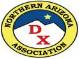 NORTHERN ARIZONA
DX
ASSOCIATION